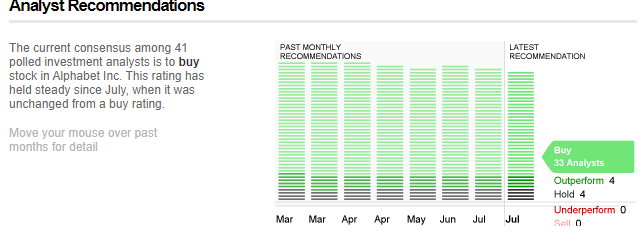 Analyst Recommendations
The current consensus among 41
polled investment analysts is to buy
stock in Alphabet Inc. This rating has
held steady since July, when it was
unchanged from a buy rating.
Move your mouse over past
months for detail
PAST MONTHLY
RECOMMENDATIONS
LATEST
RECOMMENDATION
Buy
33 Analysts
Outperform 4
Hold 4
Underperform 0
Sell 0
Mar Mar Apr Apr May Jun Jul Jul